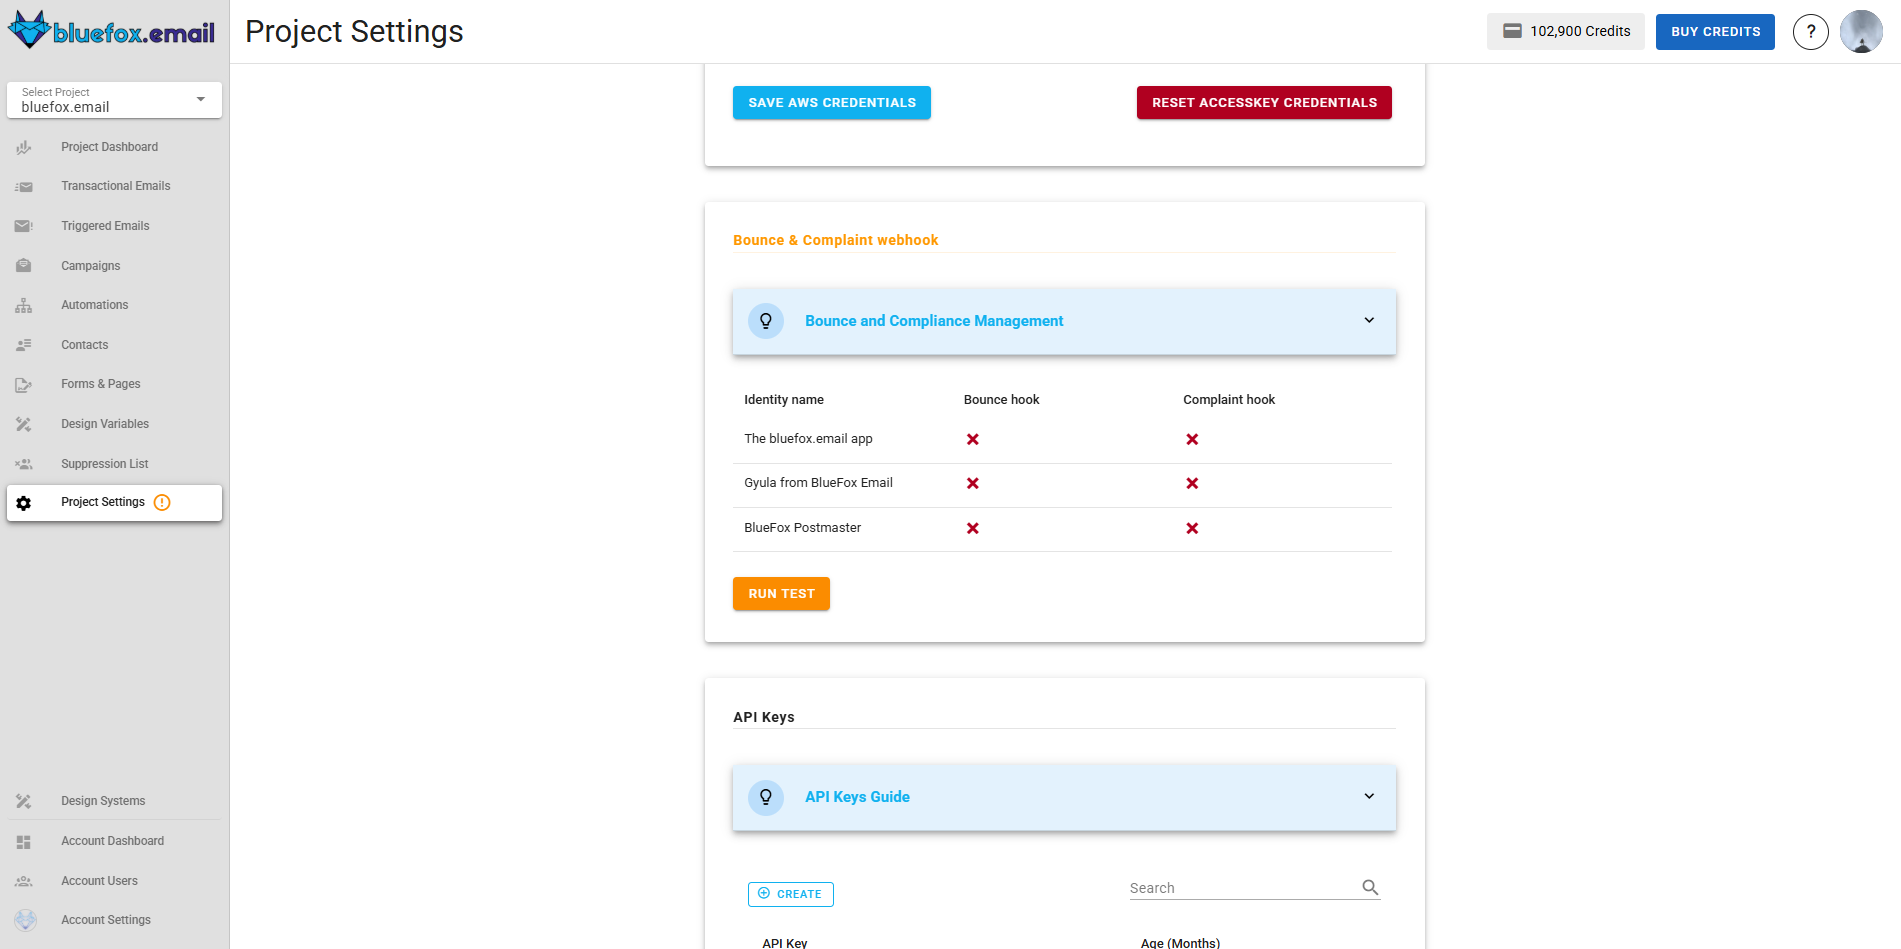 bluefox.email
Project Settings
102,900 Credits
BUY CREDITS
?
Select Project
bluefox.email
Project Dashboard
Transactional Emails
Triggered Emails
Campaigns
Automations
Contacts
Forms & Pages
Design Variables
Suppression List
Project Settings
Design Systems
Account Dashboard
Account Users
Account Settings
SAVE AWS CREDENTIALS
RESET ACCESSKEY CREDENTIALS
Bounce & Complaint webhook
Bounce and Compliance Management
Identity name Bounce hook Complaint hook
The bluefox.email app
Gyula from BlueFox Email
BlueFox Postmaster
RUN TEST
API Keys
API Keys Guide
CREATE
Search
API Key Age (Months)